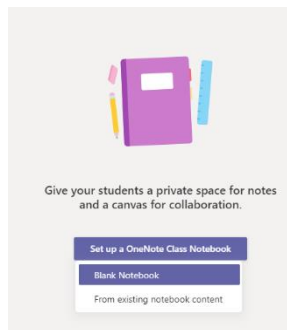 Give your students a private space for notes
and a canvas for collaboration.
Set up a OneNote Class Notebook
Blank Notebook
From existing notebook content